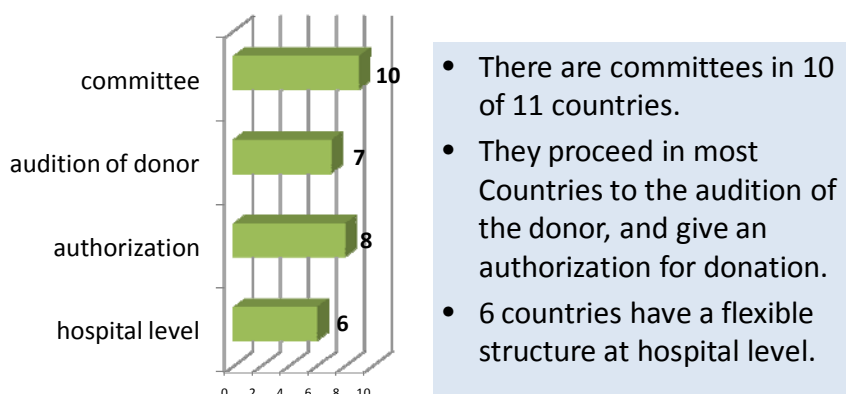 committee
10
audition of donor
7
authorization
8
hospital level
6
0 2 4 6 8 10
• There are committees in 10
of 11 countries.
• They proceed in most
Countries to the audition of
the donor, and give an
authorization for donation.
• 6 countries have a flexible
structure at hospital level.